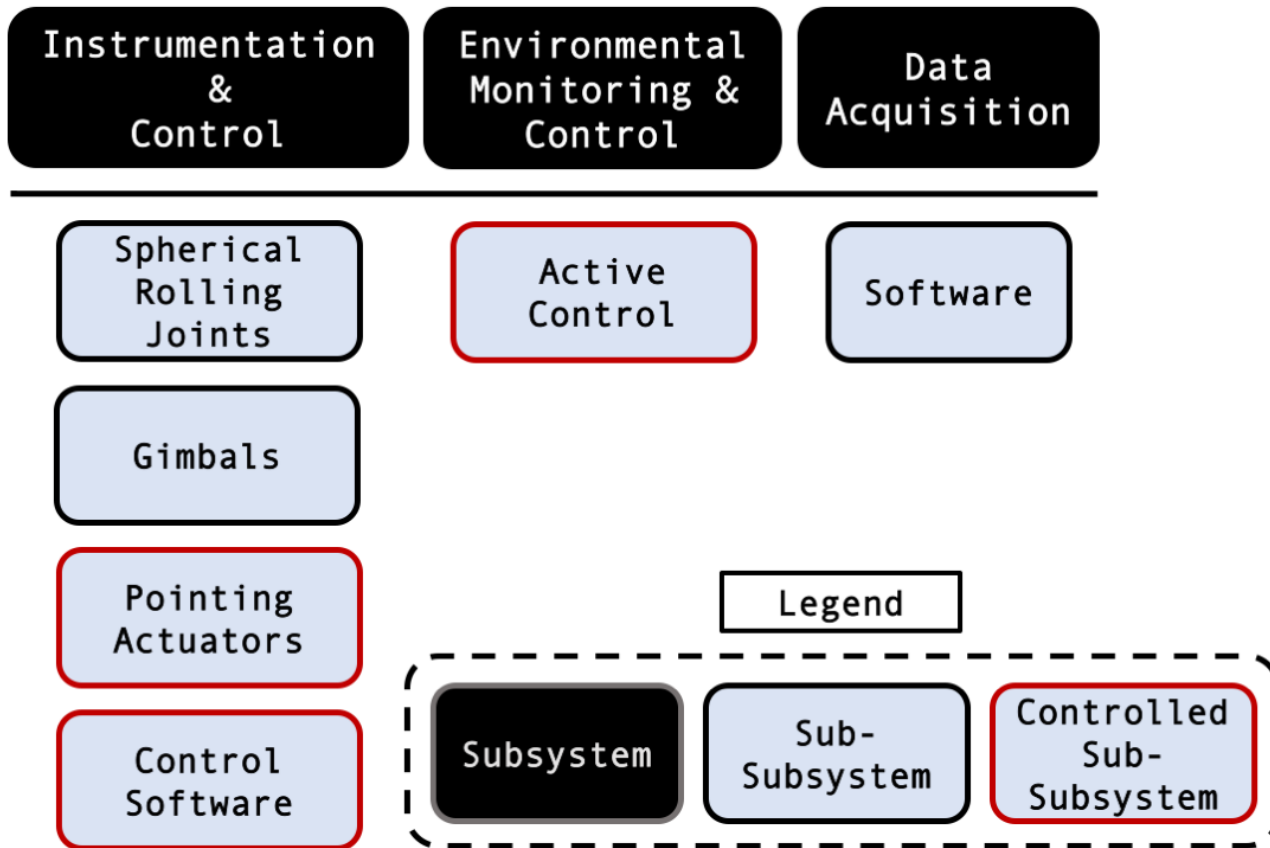 Instrumentation
&
Control
Environmental
Monitoring &
Control
Data
Acquisition
Spherical
Rolling
Joints
Active
Control
Software
Gimbals
Pointing
Actuators
Control
Software
Legend
Subsystem
Sub-
Subsystem
Controlled
Sub-
Subsystem